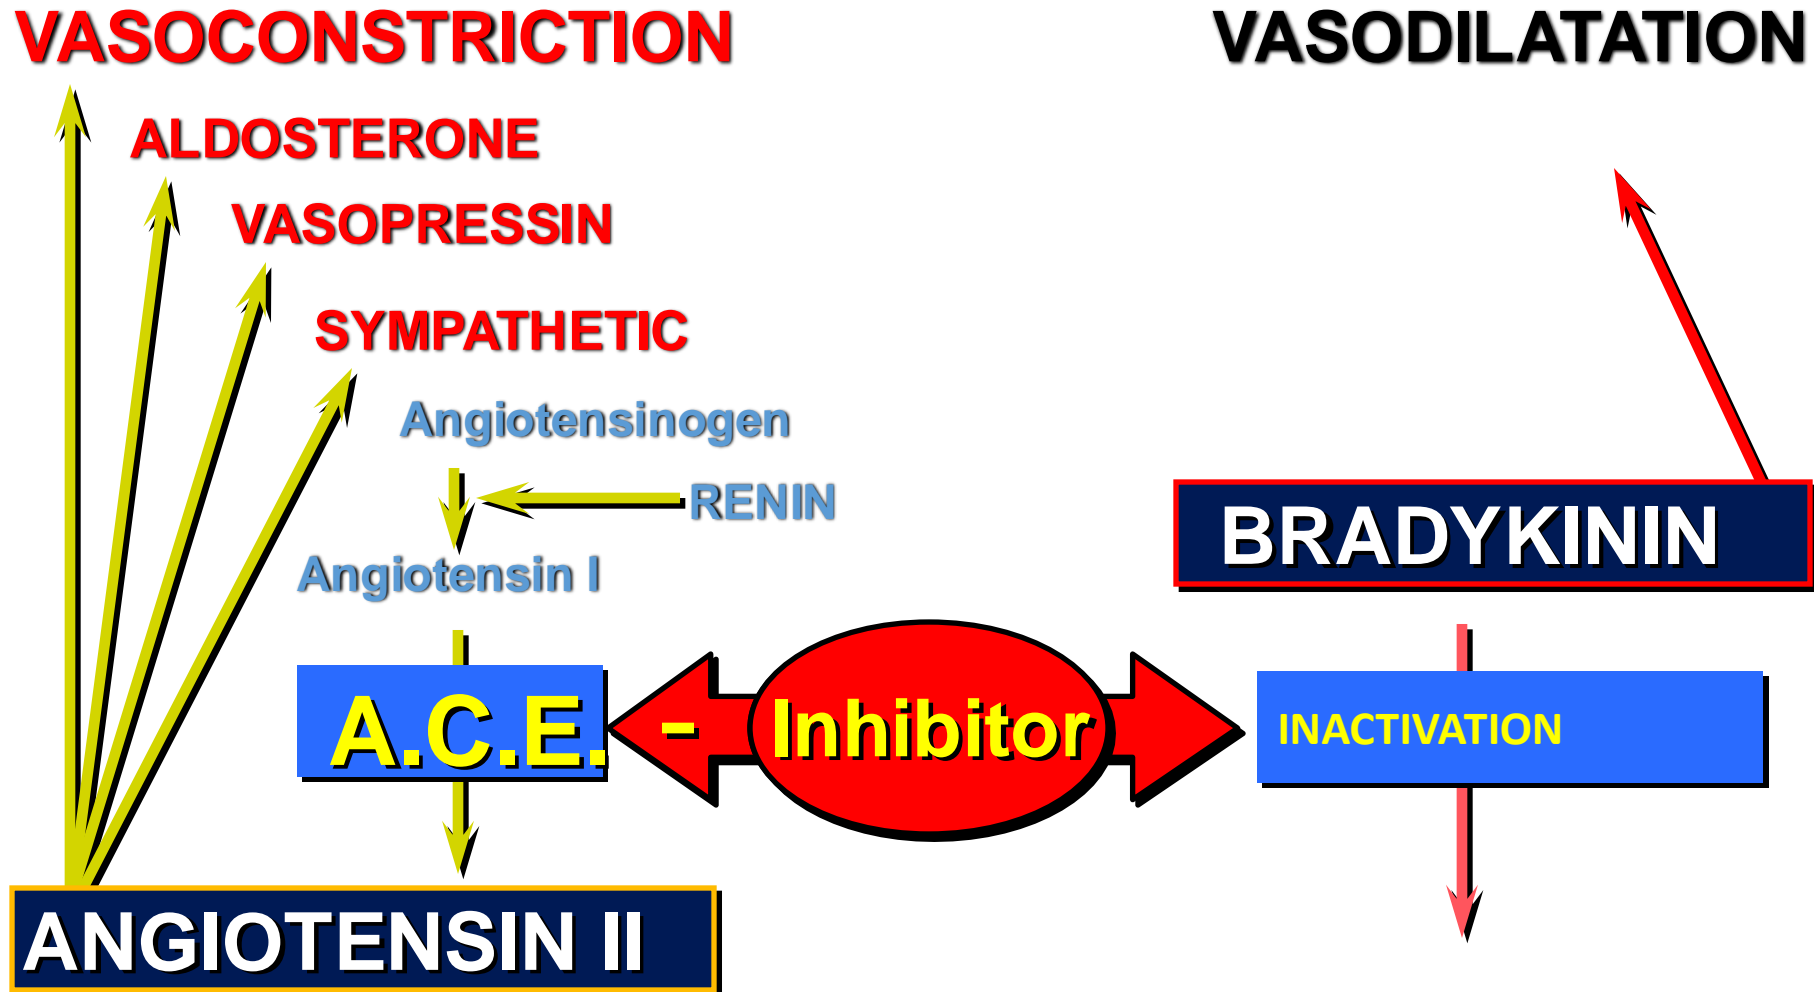 VASOCONSTRICTION
VASODILATATION
ALDOSTERONE
VASOPRESSIN
SYMPATHETIC
Angiotensinogen
RENIN
Angiotensin I
BRADYKININ
A.C.E.
-
Inhibitor
INACTIVATION
ANGIOTENSIN II